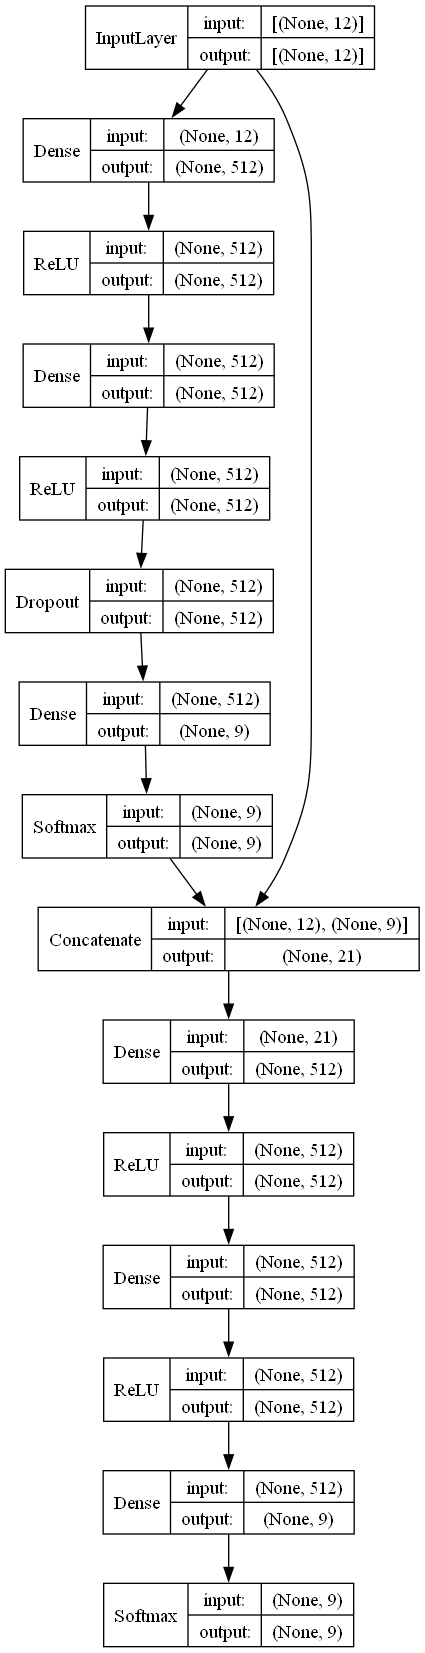 InputLayer
input: [(None, 12)]
output: [(None, 12)]
Dense
input: (None, 12)
output: (None, 512)
ReLU
input: (None, 512)
output: (None, 512)
Dense
input: (None, 512)
output: (None, 512)
ReLU
input: (None, 512)
output: (None, 512)
Dropout
input: (None, 512)
output: (None, 512)
Dense
input: (None, 512)
output: (None, 9)
Softmax
input: (None, 9)
output: (None, 9)
Concatenate
input: [(None, 12), (None, 9)]
output: (None, 21)
Dense
input: (None, 21)
output: (None, 512)
ReLU
input: (None, 512)
output: (None, 512)
Dense
input: (None, 512)
output: (None, 512)
ReLU
input: (None, 512)
output: (None, 512)
Dense
input: (None, 512)
output: (None, 9)
Softmax
input: (None, 9)
output: (None, 9)